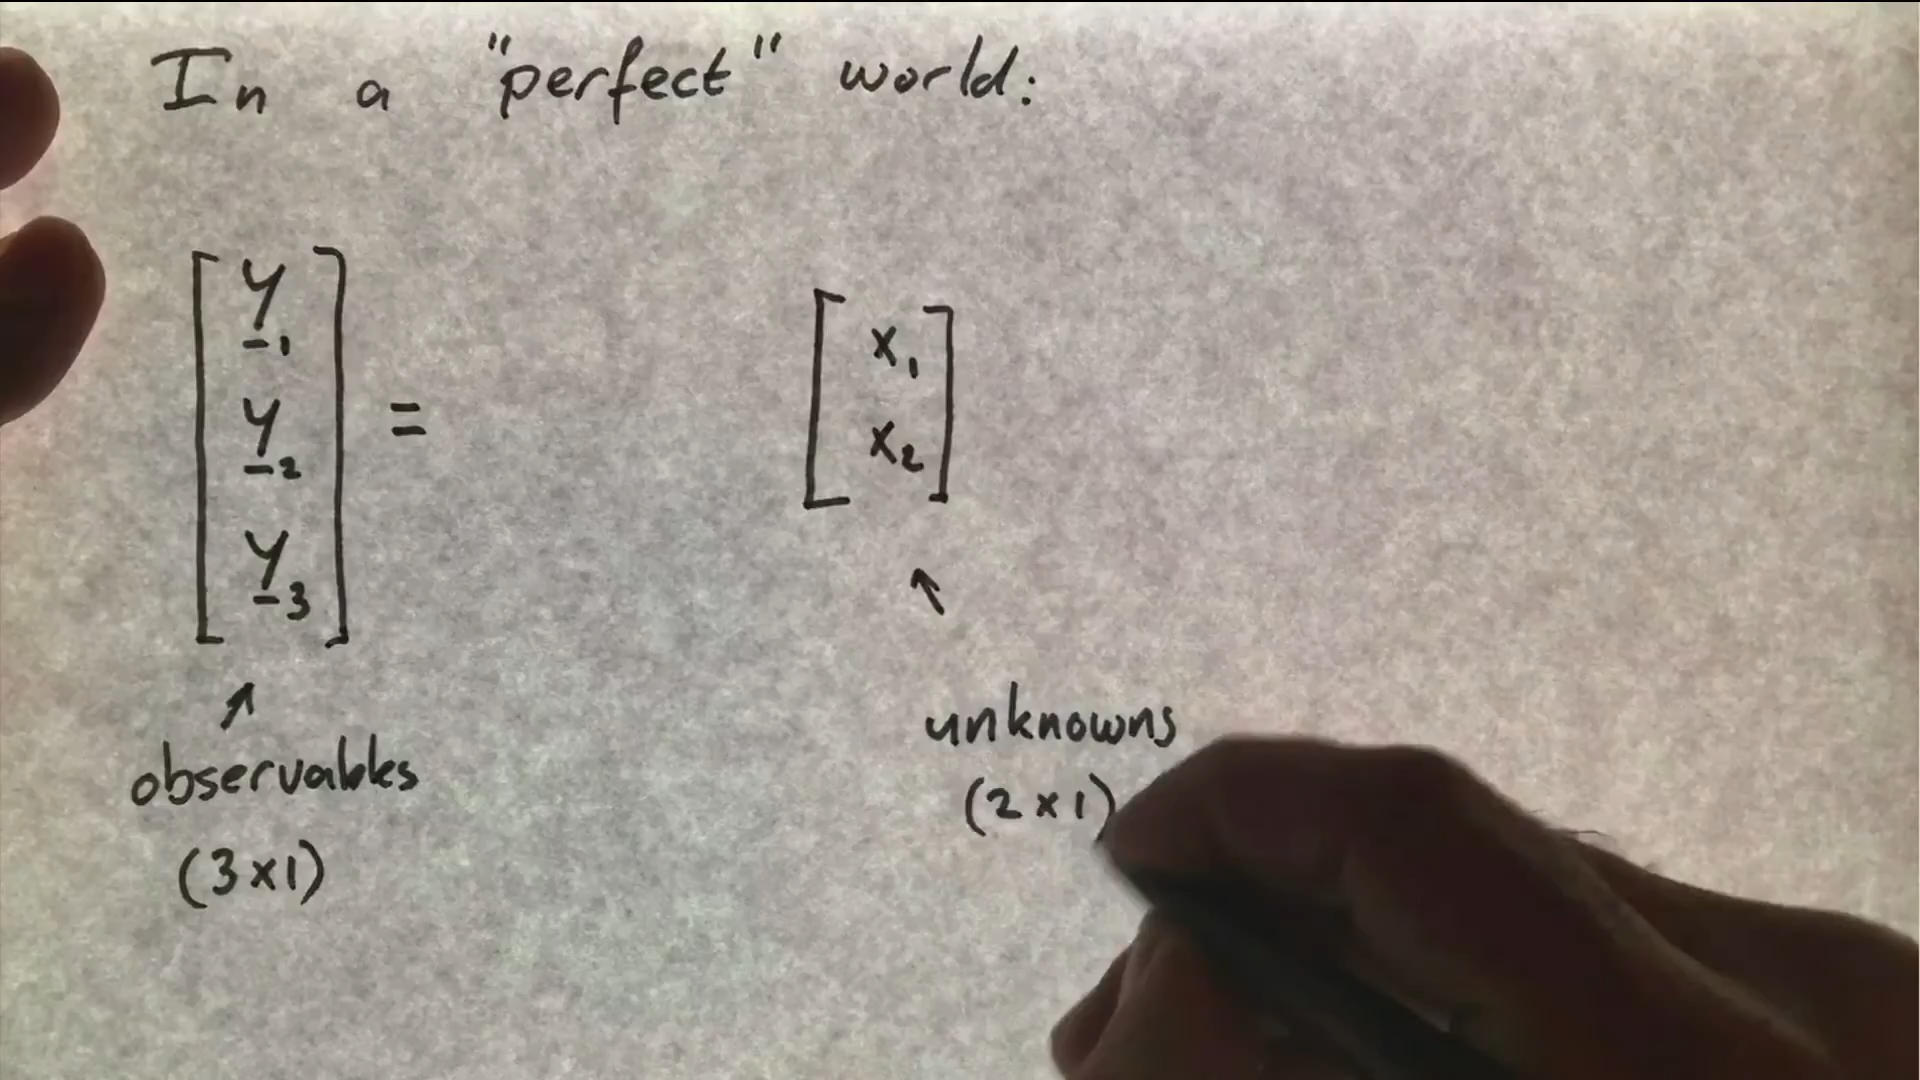 In a "perfect" world:
y1
y2
y3
=
x1
x2
observables
(3x1)
unknowns
(2x1)